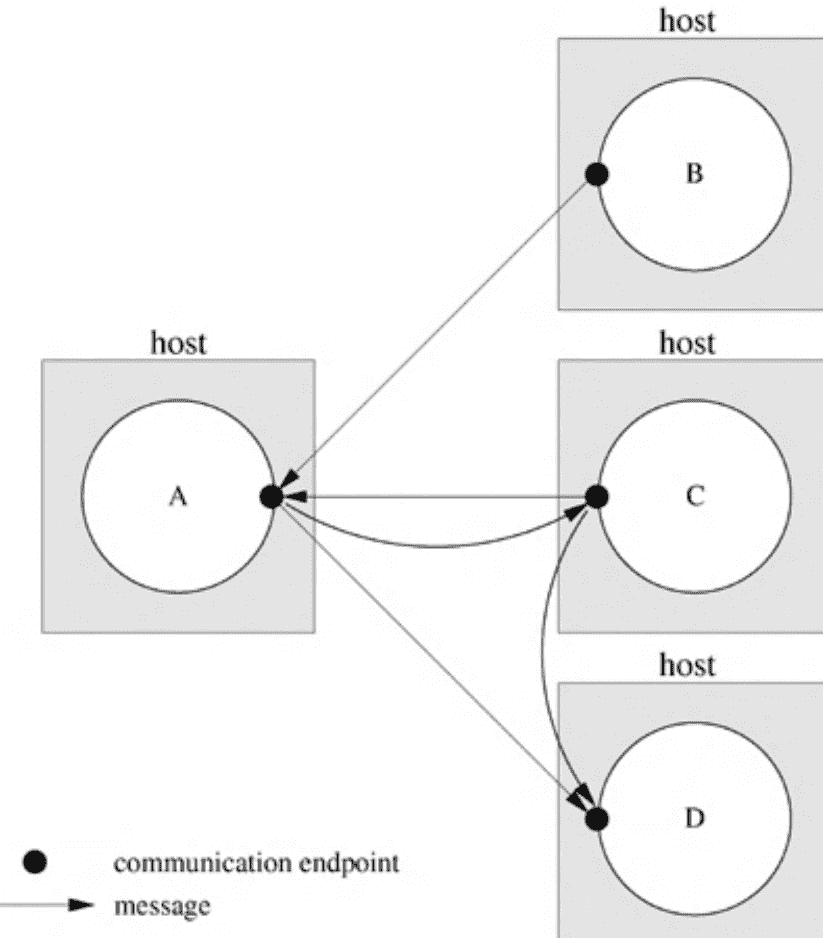 host
B
host
host
A
C
host
D
communication endpoint
message